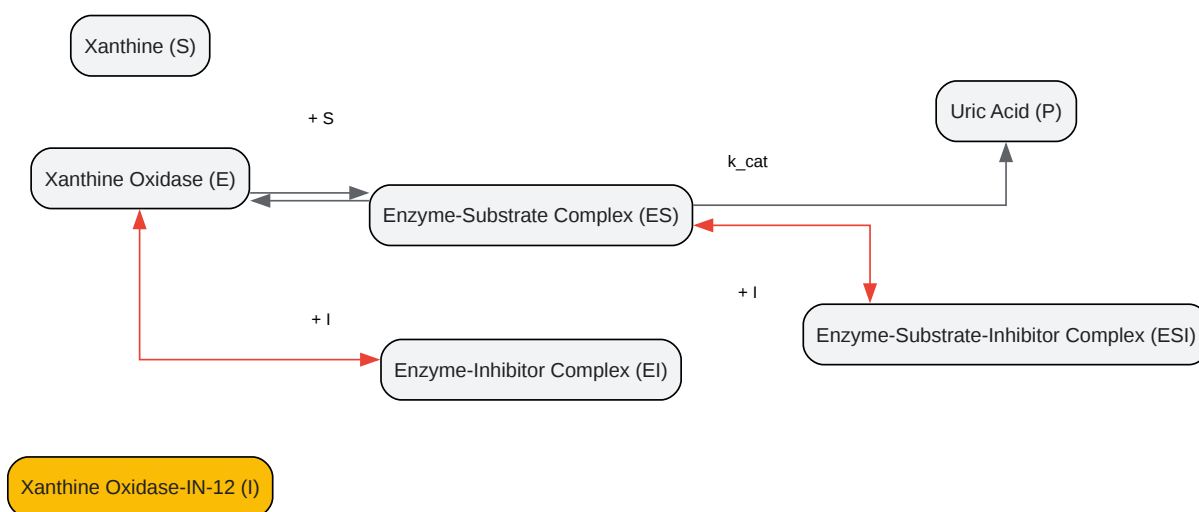 Xanthine (S)
+ S
Uric Acid (P)
k_cat
Xanthine Oxidase (E)
Enzyme-Substrate Complex (ES)
+ I
+ I
Enzyme-Substrate-Inhibitor Complex (ESI)
Enzyme-Inhibitor Complex (EI)
Xanthine Oxidase-IN-12 (I)